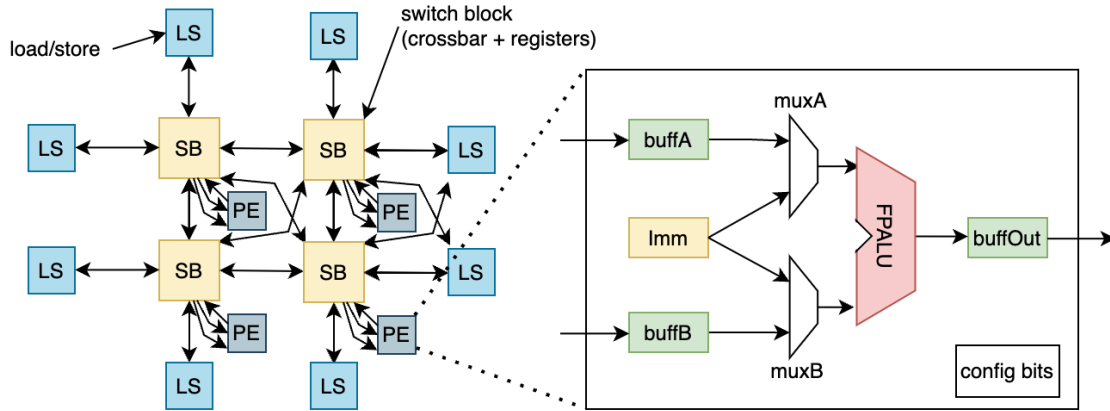 LS
LS
switch block
(crossbar + registers)
load/store
LS
SB
SB
LS
PE
PE
LS
SB
SB
LS
PE
PE
LS
LS
muxA
buffA
Imm
FPALU
buffOut
buffB
muxB
config bits